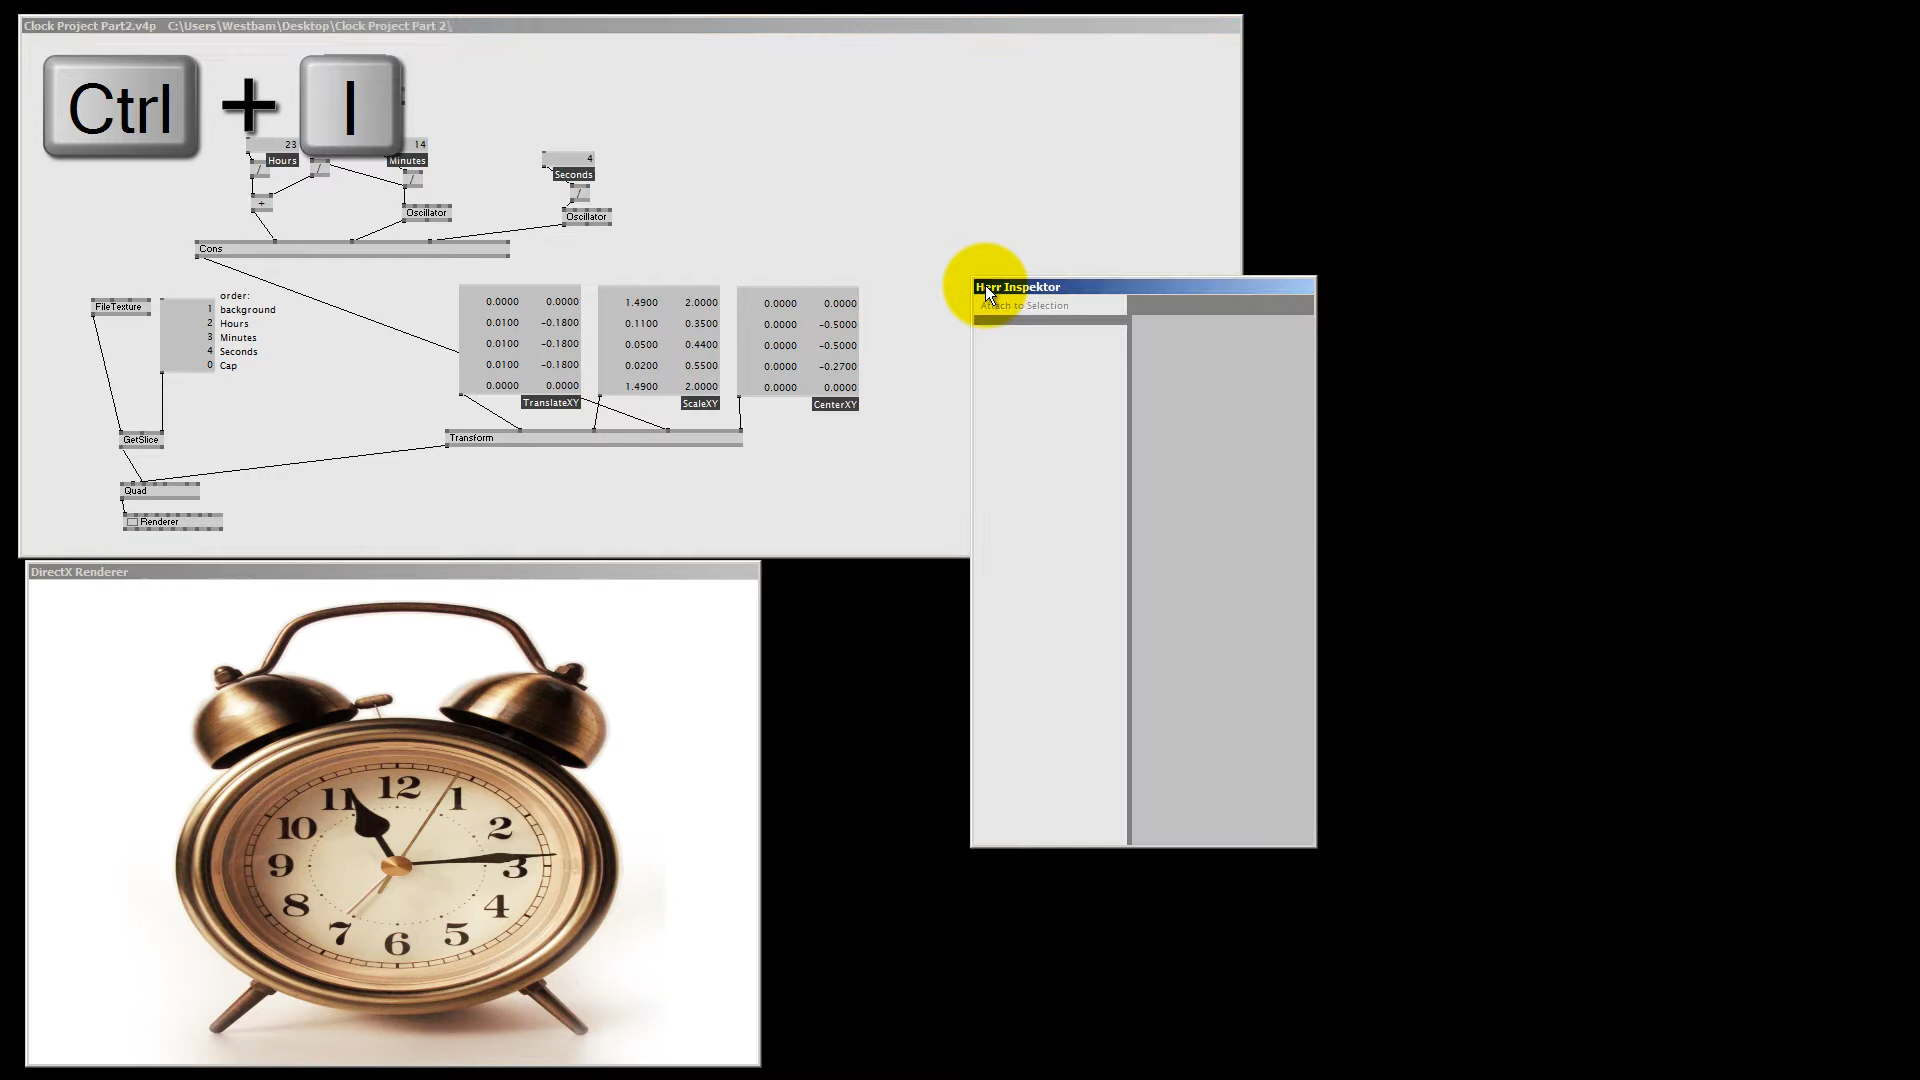 Clock Project Part2.v4p C:\Users\Westbam\Desktop\Clock Project Part 2\
Ctrl + I
23
Hours
14
Minutes
4
Seconds
/
/
/
/
+
Oscillator
Oscillator
Cons
FileTexture
order:
1 background
2 Hours
3 Minutes
4 Seconds
0 Cap
0.0000 0.0000
0.0100 -0.1800
0.0100 -0.1800
0.0100 -0.1800
0.0000 0.0000
TranslateXY
1.4900 2.0000
0.1100 0.3500
0.0500 0.4400
0.0200 0.5500
1.4900 2.0000
ScaleXY
0.0000 0.0000
0.0000 -0.5000
0.0000 -0.5000
0.0000 -0.2700
0.0000 0.0000
CenterXY
Transform
GetSlice
Quad
Renderer
Herr Inspektor
Attach to Selection
DirectX Renderer
12
1
2
3
4
5
6
7
8
9
10
11